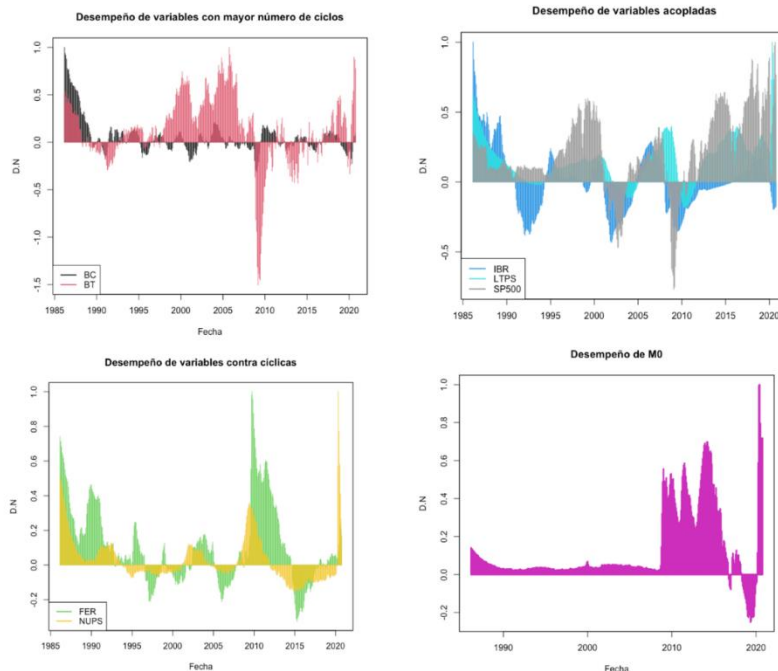 Desempeño de variables con mayor número de ciclos
D.N
1.0
0.5
0.0
-0.5
-1.0
-1.5
BC
BT
1985 1990 1995 2000 2005 2010 2015 2020
Fecha
Desempeño de variables acopladas
D.N
1.0
0.5
0.0
-0.5
IBR
LTPS
SP500
1985 1990 1995 2000 2005 2010 2015 2020
Fecha
Desempeño de variables contra cíclicas
D.N
1.0
0.8
0.6
0.4
0.2
0.0
-0.2
FER
NUPS
1985 1990 1995 2000 2005 2010 2015 2020
Fecha
Desempeño de M0
D.N
1.0
0.8
0.6
0.4
0.2
0.0
-0.2
1990 2000 2010 2020
Fecha